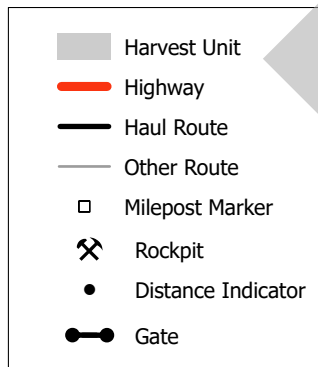 Harvest Unit
Highway
Haul Route
Other Route
Milepost Marker
Rockpit
Distance Indicator
Gate